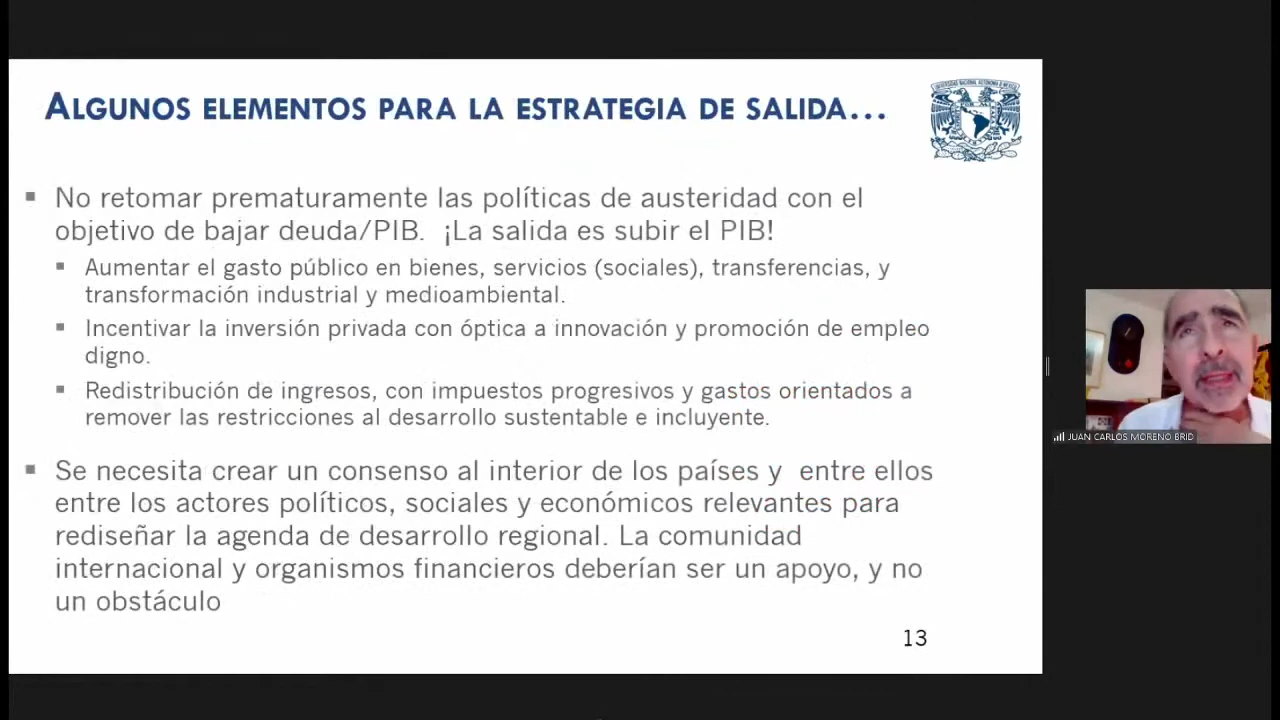 ALGUNOS ELEMENTOS PARA LA ESTRATEGIA DE SALIDA...
▪ No retomar prematuramente las políticas de austeridad con el
objetivo de bajar deuda/PIB. ¡La salida es subir el PIB!
▪ Aumentar el gasto público en bienes, servicios (sociales), transferencias, y
transformación industrial y medioambiental.
▪ Incentivar la inversión privada con óptica a innovación y promoción de empleo
digno.
▪ Redistribución de ingresos, con impuestos progresivos y gastos orientados a
remover las restricciones al desarrollo sustentable e incluyente.
▪ Se necesita crear un consenso al interior de los países y entre ellos
entre los actores políticos, sociales y económicos relevantes para
rediseñar la agenda de desarrollo regional. La comunidad
internacional y organismos financieros deberían ser un apoyo, y no
un obstáculo
13
JUAN CARLOS MORENO BRID